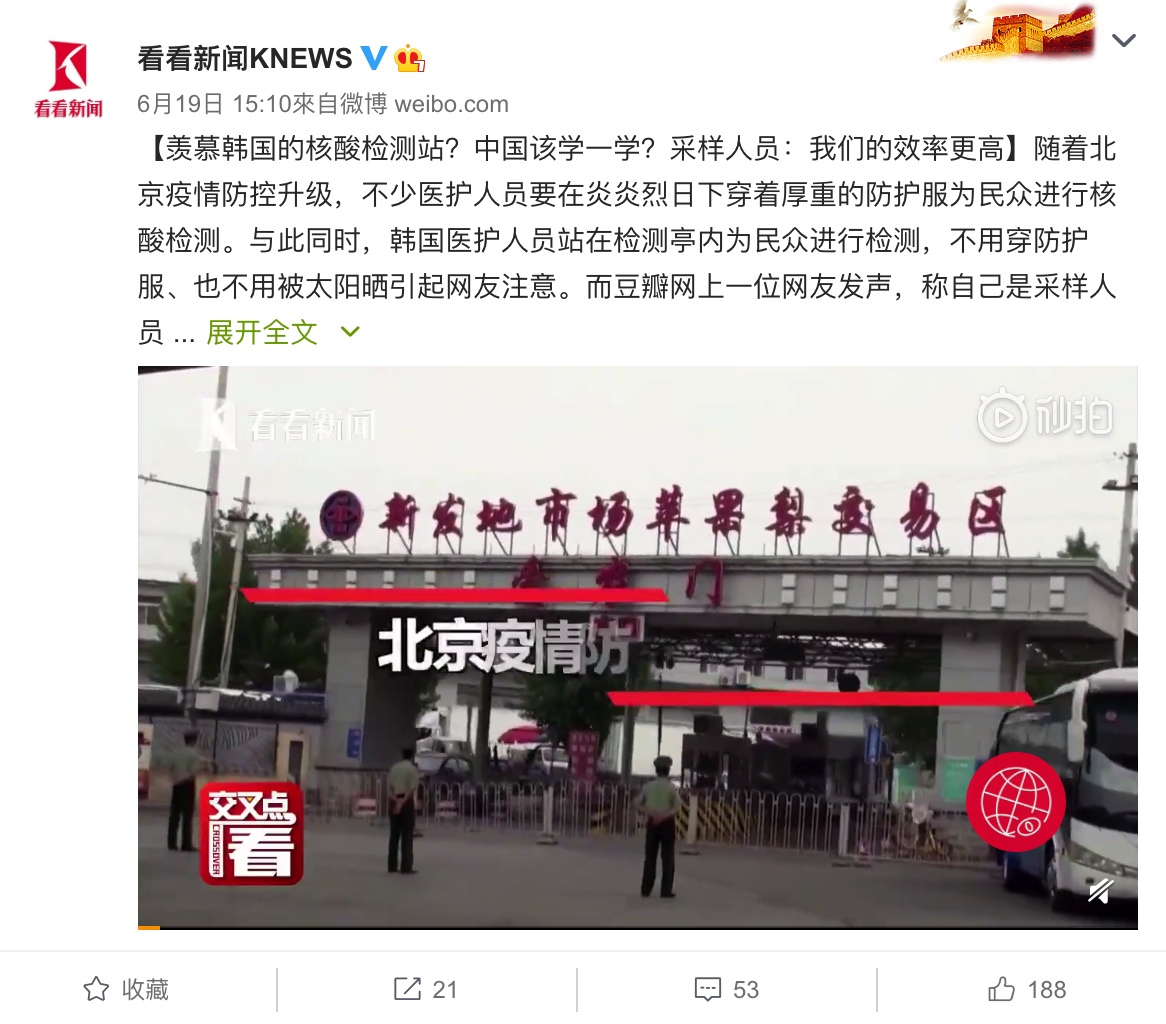 看看新闻KNEWS
看看新闻
6月19日 15:10來自微博 weibo.com
【羡慕韩国的核酸检测站？中国该学一学？采样人员：我们的效率更高】随着北
京疫情防控升级，不少医护人员要在炎炎烈日下穿着厚重的防护服为民众进行核
酸检测。与此同时，韩国医护人员站在检测亭内为民众进行检测，不用穿防护
服、也不用被太阳晒引起网友注意。而豆瓣网上一位网友发声，称自己是采样人
员 ... 展开全文
看看新闻
秒拍
新发地市场苹果梨交易区
门
北京疫情防
交叉点
看
CROSSOVER
收藏
21
53
188